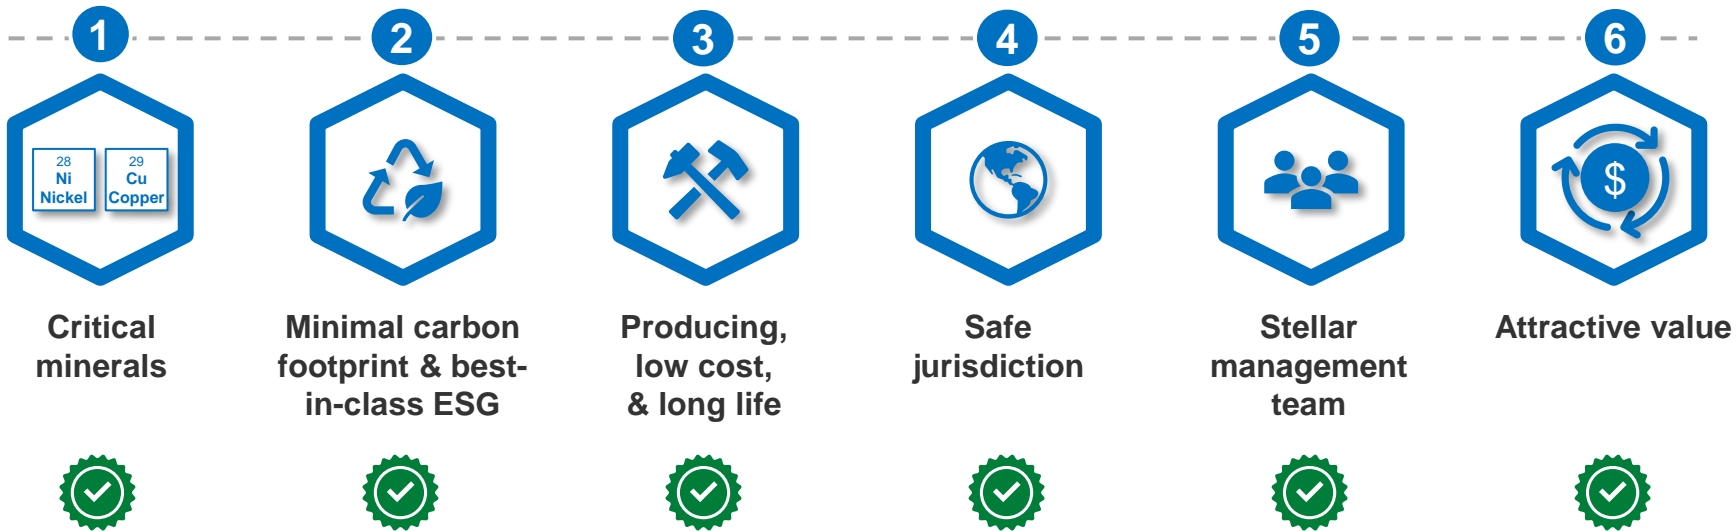 1
2
3
4
5
6
28
Ni
Nickel
29
Cu
Copper
$
Critical
minerals
Minimal carbon
footprint & best-
in-class ESG
Producing,
low cost,
& long life
Safe
jurisdiction
Stellar
management
team
Attractive value